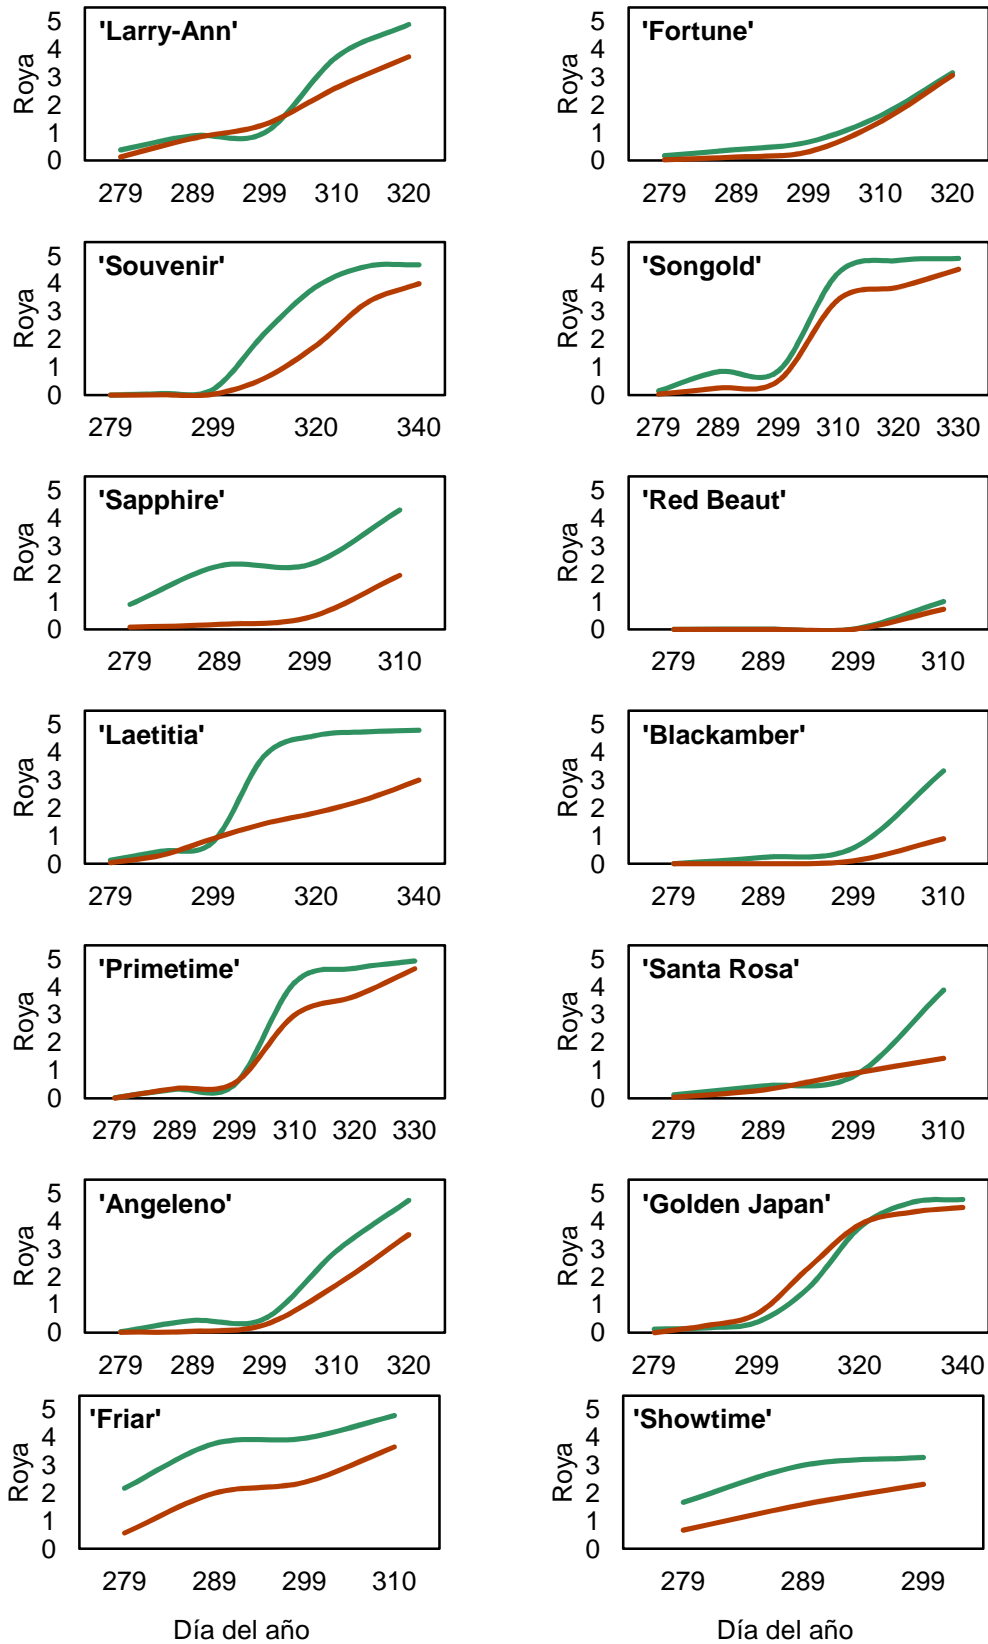 'Larry-Ann'
Roya
5
4
3
2
1
0
279 289 299 310 320
'Fortune'
Roya
5
4
3
2
1
0
279 289 299 310 320
'Souvenir'
Roya
5
4
3
2
1
0
279 299 320 340
'Songold'
Roya
5
4
3
2
1
0
279 289 299 310 320 330
'Sapphire'
Roya
5
4
3
2
1
0
279 289 299 310
'Red Beaut'
Roya
5
4
3
2
1
0
279 289 299 310
'Laetitia'
Roya
5
4
3
2
1
0
279 299 320 340
'Blackamber'
Roya
5
4
3
2
1
0
279 289 299 310
'Primetime'
Roya
5
4
3
2
1
0
279 289 299 310 320 330
'Santa Rosa'
Roya
5
4
3
2
1
0
279 289 299 310
'Angeleno'
Roya
5
4
3
2
1
0
279 289 299 310 320
'Golden Japan'
Roya
5
4
3
2
1
0
279 299 320 340
'Friar'
Roya
5
4
3
2
1
0
279 289 299 310
Día del año
'Showtime'
Roya
5
4
3
2
1
0
279 289 299
Día del año